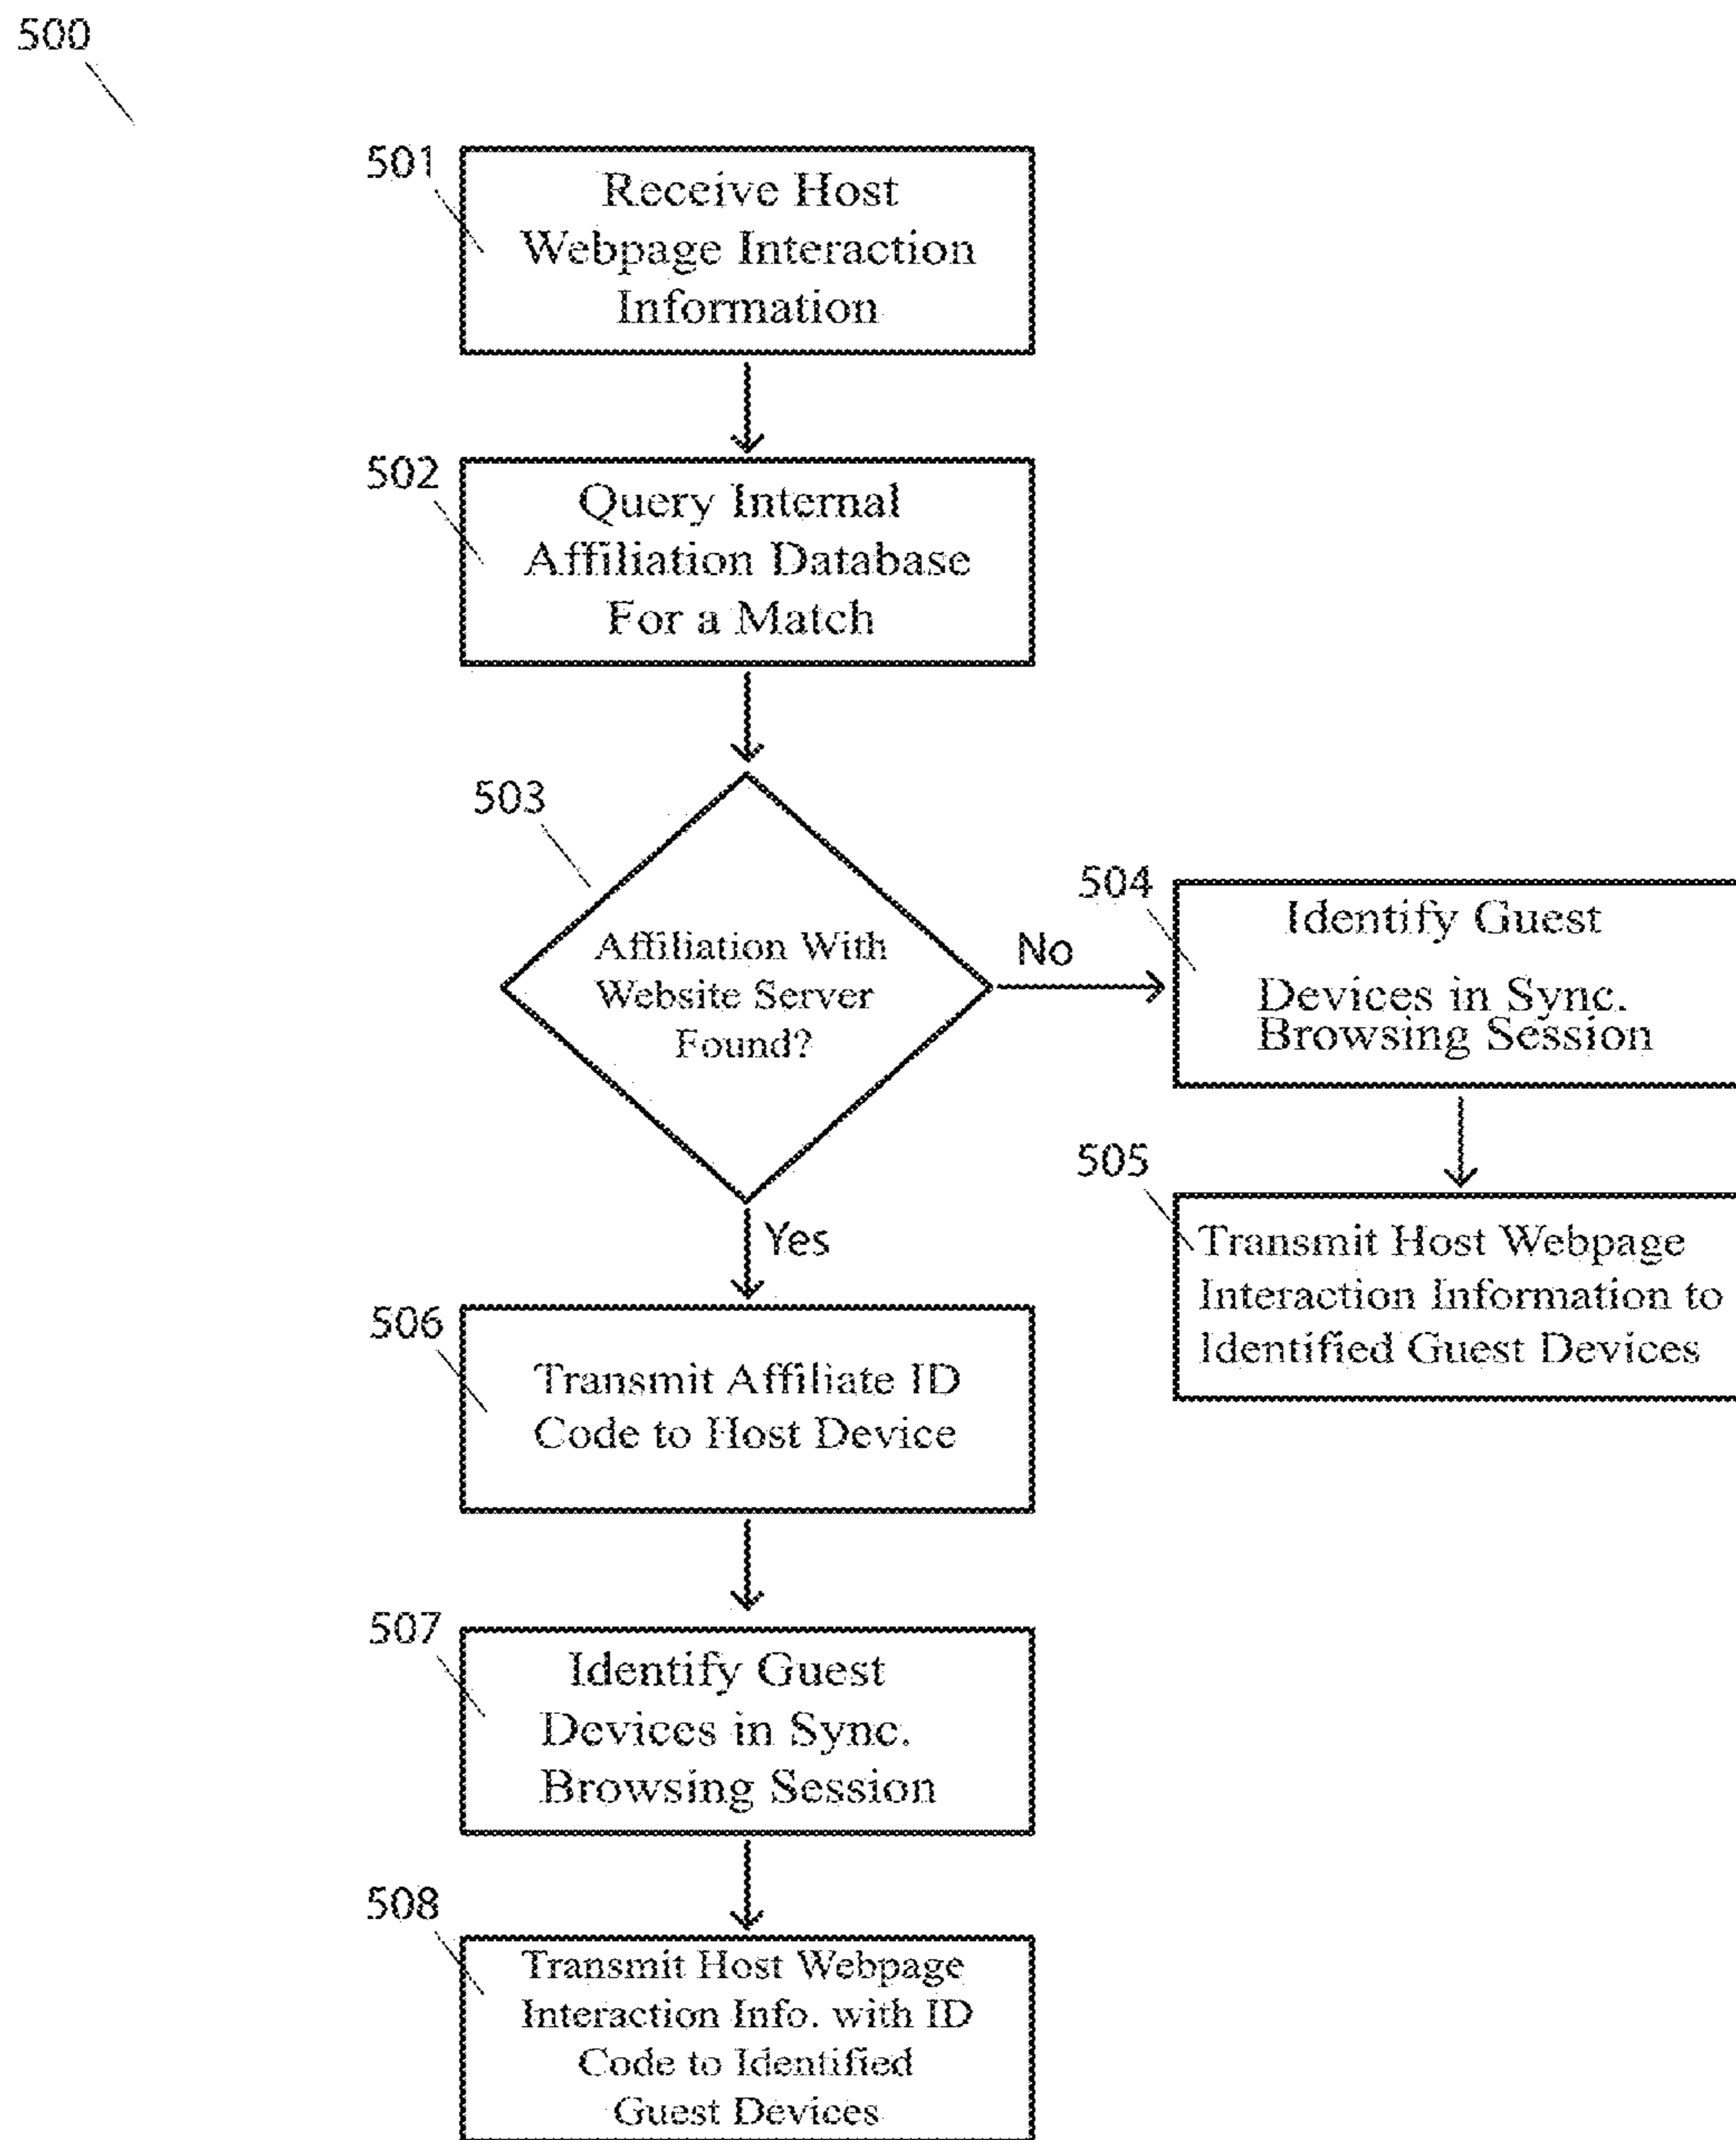 500
501
Receive Host
Webpage Interaction
Information
502
Query Internal
Affiliation Database
For a Match
503
Affiliation With
Website Server
Found?
No
504
Identify Guest
Devices in Sync.
Browsing Session
505
Transmit Host Webpage
Interaction Information to
Identified Guest Devices
Yes
506
Transmit Affiliate ID
Code to Host Device
507
Identify Guest
Devices in Sync.
Browsing Session
508
Transmit Host Webpage
Interaction Info. with ID
Code to Identified
Guest Devices